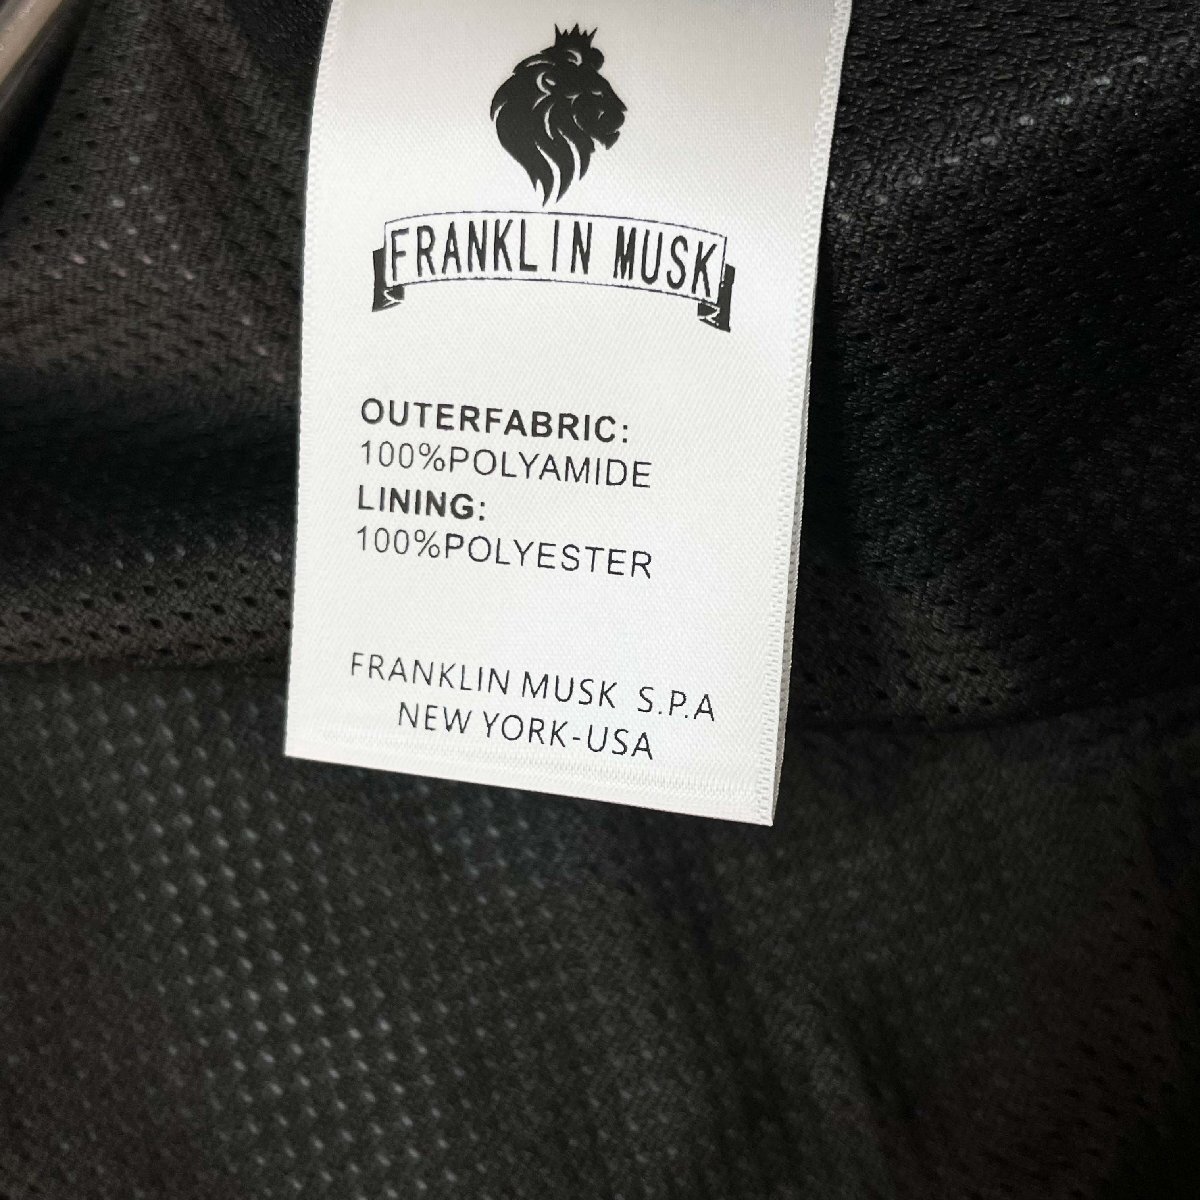 FRANKLIN MUSK
OUTERFABRIC:
100%POLYAMIDE
LINING:
100%POLYESTER
FRANKLIN MUSK S.P.A
NEW YORK-USA